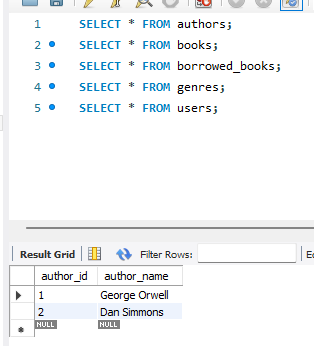 1 SELECT * FROM authors;
2 SELECT * FROM books;
3 SELECT * FROM borrowed_books;
4 SELECT * FROM genres;
5 SELECT * FROM users;
Result Grid Filter Rows:
author_id author_name
1 George Orwell
2 Dan Simmons
NULL NULL